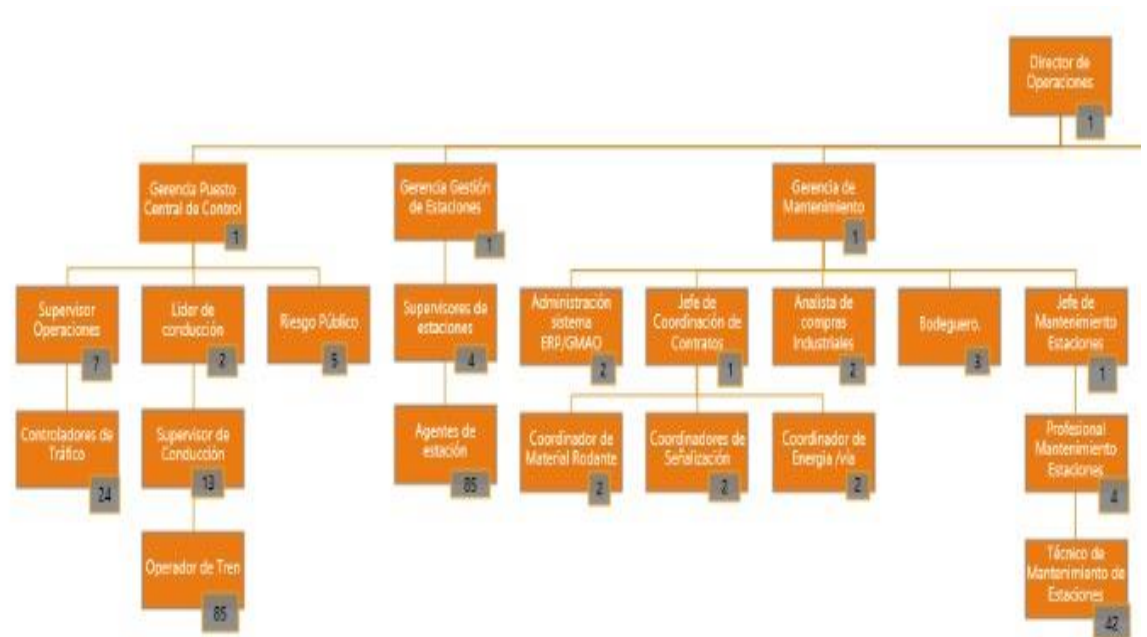 Director de
Operaciones
1
Gerencia Puesto
Central de Control
1
Gerencia Gestión
de Estaciones
1
Gerencia de
Mantenimiento
1
Supervisor
Operaciones
7
Lider de
conducción
2
Riesgo Público
5
Supervisores de
estaciones
4
Administración
sistema
ERP/GMAO
2
Jefe de
Coordinación de
Contratos
1
Analista de
compras
Industriales
2
Bodeguero.
3
Jefe de
Mantenimiento
Estaciones
1
Controladores de
Tráfico
24
Supervisor de
Conducción
13
Agentes de
estación
85
Coordinador de
Material Rodante
2
Coordinadores de
Señalización
2
Coordinador de
Energia /vía
2
Profesional
Mantenimiento
Estaciones
4
Operador de Tren
85
Técnico de
Mantenimiento de
Estaciones
42